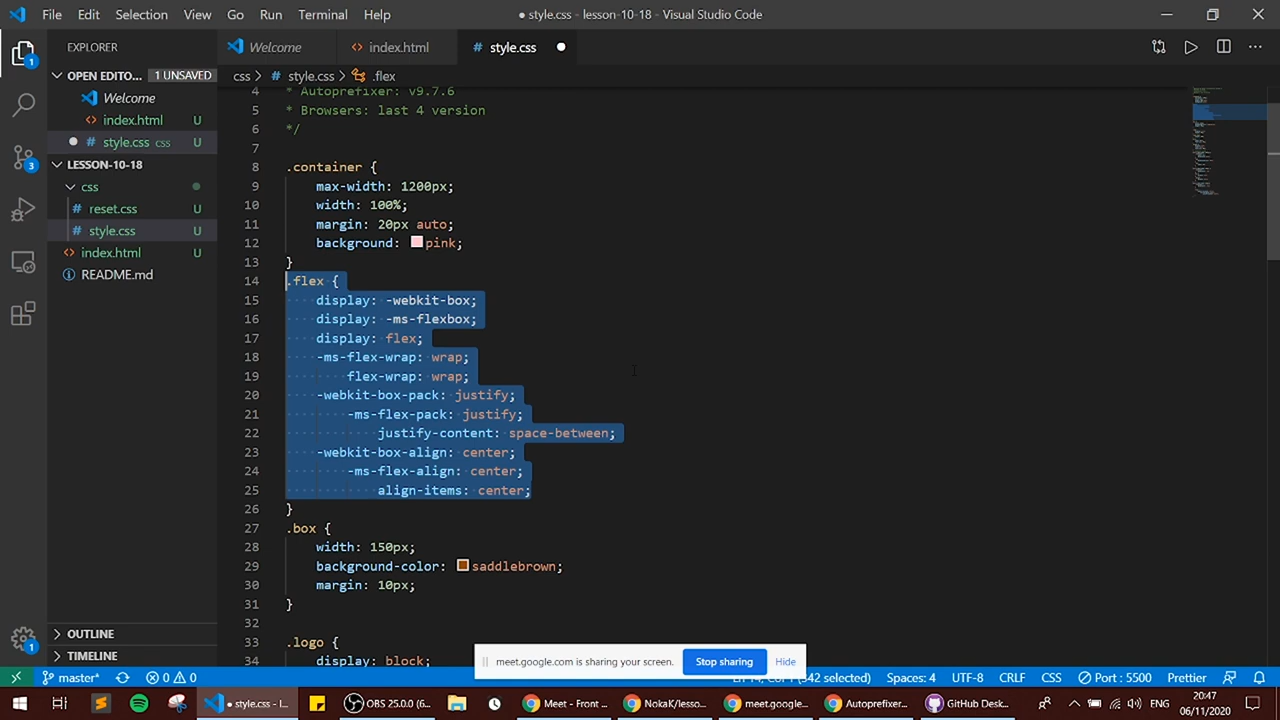 File Edit Selection View Go Run Terminal Help ● style.css - lesson-10-18 - Visual Studio Code
EXPLORER
Welcome index.html style.css
OPEN EDITO... 1 UNSAVED
css > # style.css > .flex
Welcome
index.html U
style.css css U
LESSON-10-18
css
reset.css U
style.css U
index.html U
README.md
OUTLINE
TIMELINE
4 * Autoprefixer: v9.7.6
5 * Browsers: last 4 version
6 */
7
8 .container {
9 max-width: 1200px;
10 width: 100%;
11 margin: 20px auto;
12 background: pink;
13 }
14 .flex {
15 display: -webkit-box;
16 display: -ms-flexbox;
17 display: flex;
18 -ms-flex-wrap: wrap;
19 flex-wrap: wrap;
20 -webkit-box-pack: justify;
21 -ms-flex-pack: justify;
22 justify-content: space-between;
23 -webkit-box-align: center;
24 -ms-flex-align: center;
25 align-items: center;
26 }
27 .box {
28 width: 150px;
29 background-color: saddlebrown;
30 margin: 10px;
31 }
32
33 .logo {
34 display: block;
meet.google.com is sharing your screen. Stop sharing Hide
master* 0 0 (342 selected) Spaces: 4 UTF-8 CRLF CSS Port : 5500 Prettier
style.css - l... OBS 25.0.0 (6... Meet - Front ... NokaK/lesso... meet.google... Autoprefixer... GitHub Desk... ENG 20:47
06/11/2020